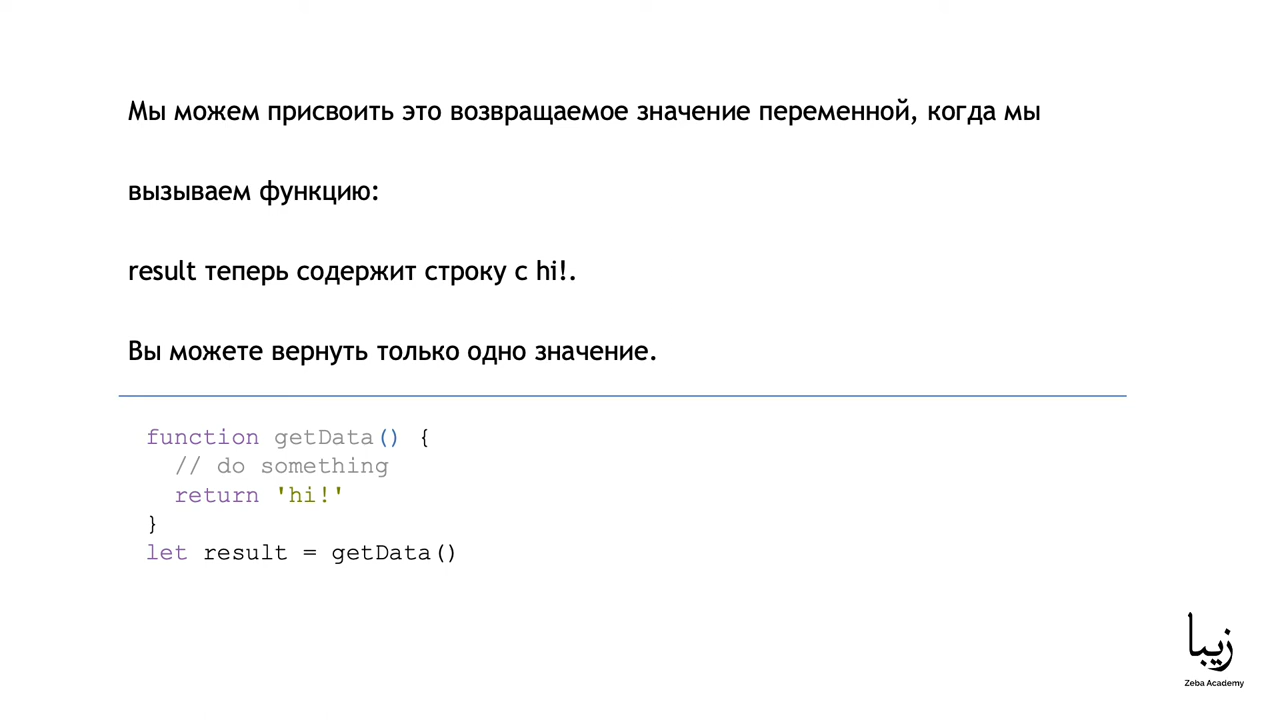 Мы можем присвоить это возвращаемое значение переменной, когда мы
вызываем функцию:
result теперь содержит строку с hi!.
Вы можете вернуть только одно значение.
function getData() {
  // do something
  return 'hi!'
}
let result = getData()
زيبا
Zeba Academy